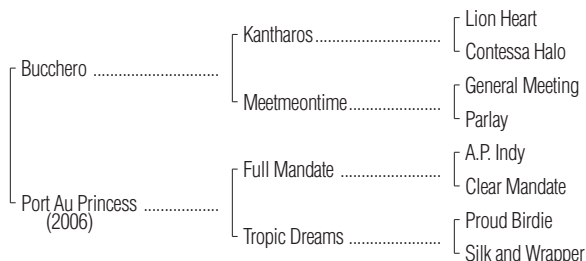 Lion Heart
Kantharos
Contessa Halo
Bucchero
General Meeting
Meetmeontime
Parlay
A.P. Indy
Full Mandate
Clear Mandate
Port Au Princess
(2006)
Proud Birdie
Tropic Dreams
Silk and Wrapper